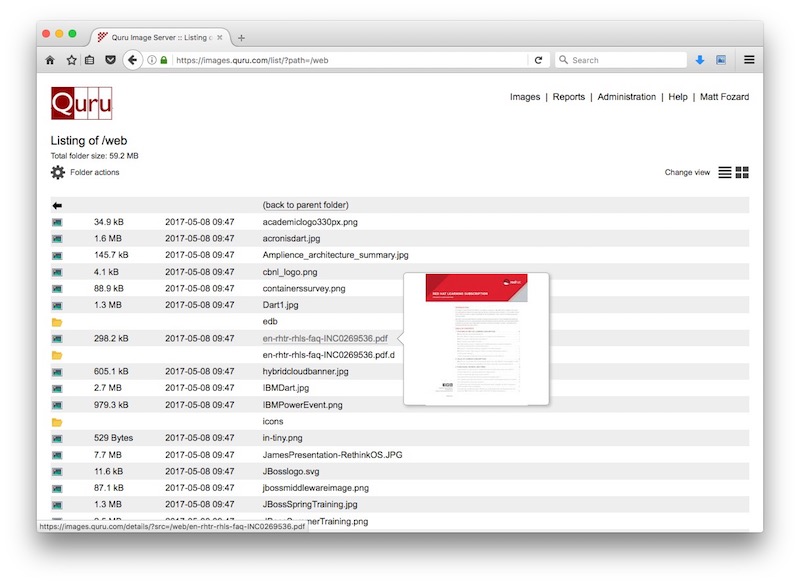 Quru Image Server :: Listing o
https://images.quru.com/list/?path=/web
Search
Quru
Images | Reports | Administration | Help | Matt Fozard
Listing of /web
Total folder size: 59.2 MB
Folder actions
Change view
(back to parent folder)
34.9 kB 2017-05-08 09:47 academiclogo330px.png
1.6 MB 2017-05-08 09:47 acronisdart.jpg
145.7 kB 2017-05-08 09:47 Amplience_architecture_summary.jpg
4.1 kB 2017-05-08 09:47 cbnl_logo.png
88.9 kB 2017-05-08 09:47 containerssurvey.png
1.3 MB 2017-05-08 09:47 Dart1.jpg
edb
298.2 kB 2017-05-08 09:47 en-rhtr-rhls-faq-INC0269536.pdf
en-rhtr-rhls-faq-INC0269536.pdf.d
605.1 kB 2017-05-08 09:47 hybridcloudbanner.jpg
2.7 MB 2017-05-08 09:47 IBMDart.jpg
979.3 kB 2017-05-08 09:47 IBMPowerEvent.png
icons
529 Bytes 2017-05-08 09:47 in-tiny.png
7.7 MB 2017-05-08 09:47 JamesPresentation-RethinkOS.JPG
11.6 kB 2017-05-08 09:47 JBosslogo.svg
87.1 kB 2017-05-08 09:47 jbossmiddlewareimage.png
1.3 MB 2017-05-08 09:47 JBossSpringTraining.jpg
RED HAT LEARNING SUBSCRIPTION
https://images.quru.com/details/?src=/web/en-rhtr-rhls-faq-INC0269536.pdf